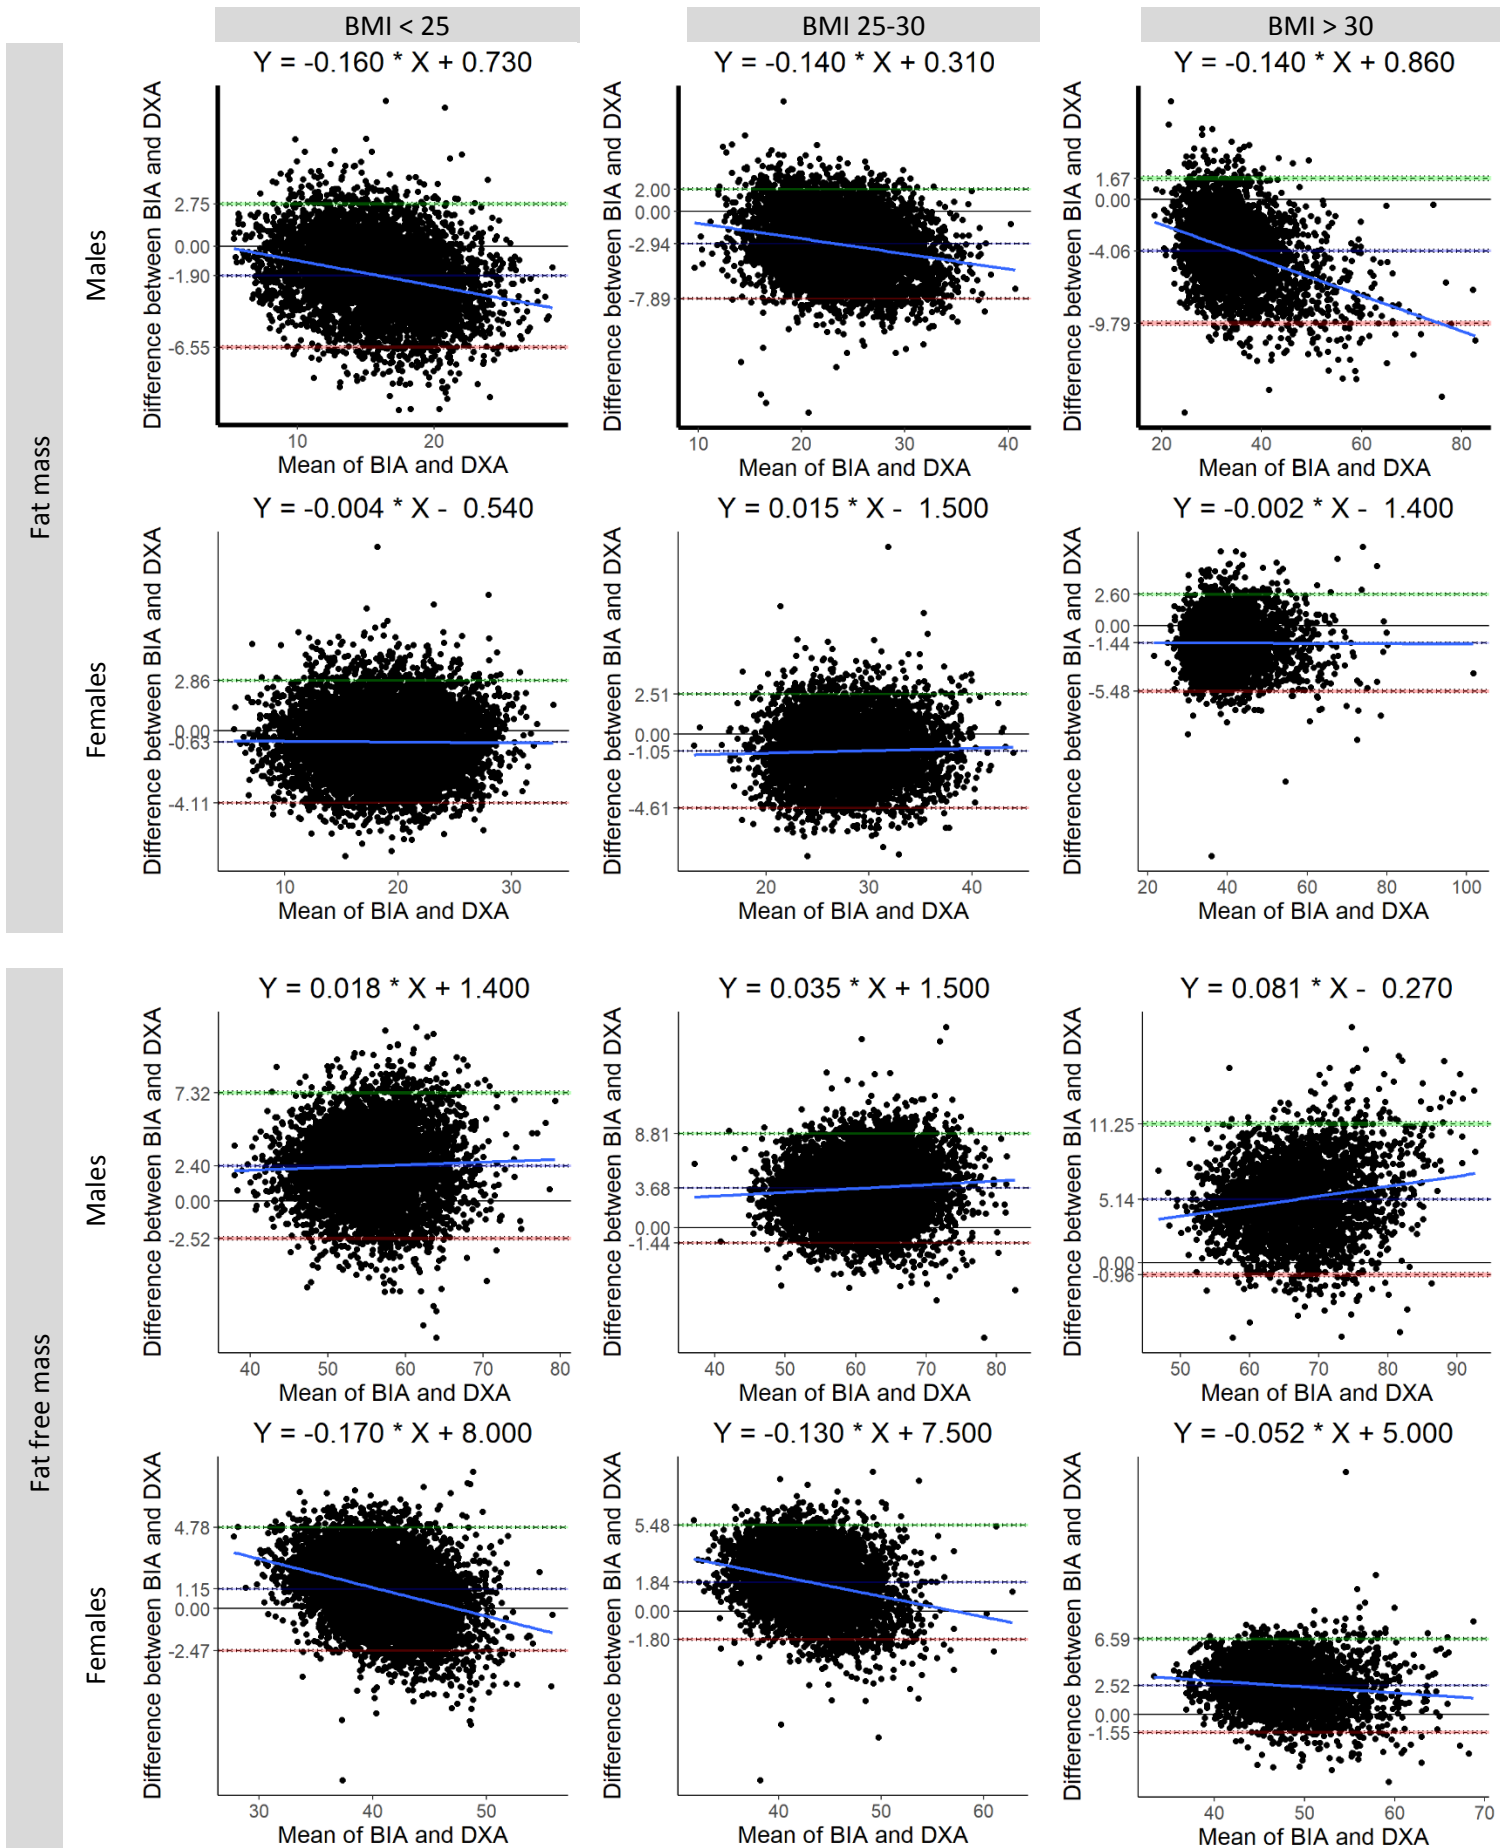 BMI < 25
BMI 25-30
BMI > 30
Fat mass
Males
Y = -0.160 * X + 0.730
Difference between BIA and DXA
2.75
0.00
-1.90
-6.55
10
20
Mean of BIA and DXA
Y = -0.140 * X + 0.310
Difference between BIA and DXA
2.00
0.00
-2.94
-7.89
10
20
30
40
Mean of BIA and DXA
Y = -0.140 * X + 0.860
Difference between BIA and DXA
1.67
0.00
-4.06
-9.79
20
40
60
80
Mean of BIA and DXA
Females
Y = -0.004 * X - 0.540
Difference between BIA and DXA
2.86
0.00
-0.63
-4.11
10
20
30
Mean of BIA and DXA
Y = 0.015 * X - 1.500
Difference between BIA and DXA
2.51
0.00
-1.05
-4.61
20
30
40
Mean of BIA and DXA
Y = -0.002 * X - 1.400
Difference between BIA and DXA
2.60
0.00
-1.44
-5.48
20
40
60
80
100
Mean of BIA and DXA
Fat free mass
Males
Y = 0.018 * X + 1.400
Difference between BIA and DXA
7.32
2.40
0.00
-2.52
40
50
60
70
80
Mean of BIA and DXA
Y = 0.035 * X + 1.500
Difference between BIA and DXA
8.81
3.68
0.00
-1.44
40
50
60
70
80
Mean of BIA and DXA
Y = 0.081 * X - 0.270
Difference between BIA and DXA
11.25
5.14
0.00
-0.96
50
60
70
80
90
Mean of BIA and DXA
Females
Y = -0.170 * X + 8.000
Difference between BIA and DXA
4.78
1.15
0.00
-2.47
30
40
50
Mean of BIA and DXA
Y = -0.130 * X + 7.500
Difference between BIA and DXA
5.48
1.84
0.00
-1.80
40
50
60
Mean of BIA and DXA
Y = -0.052 * X + 5.000
Difference between BIA and DXA
6.59
2.52
0.00
-1.55
40
50
60
70
Mean of BIA and DXA